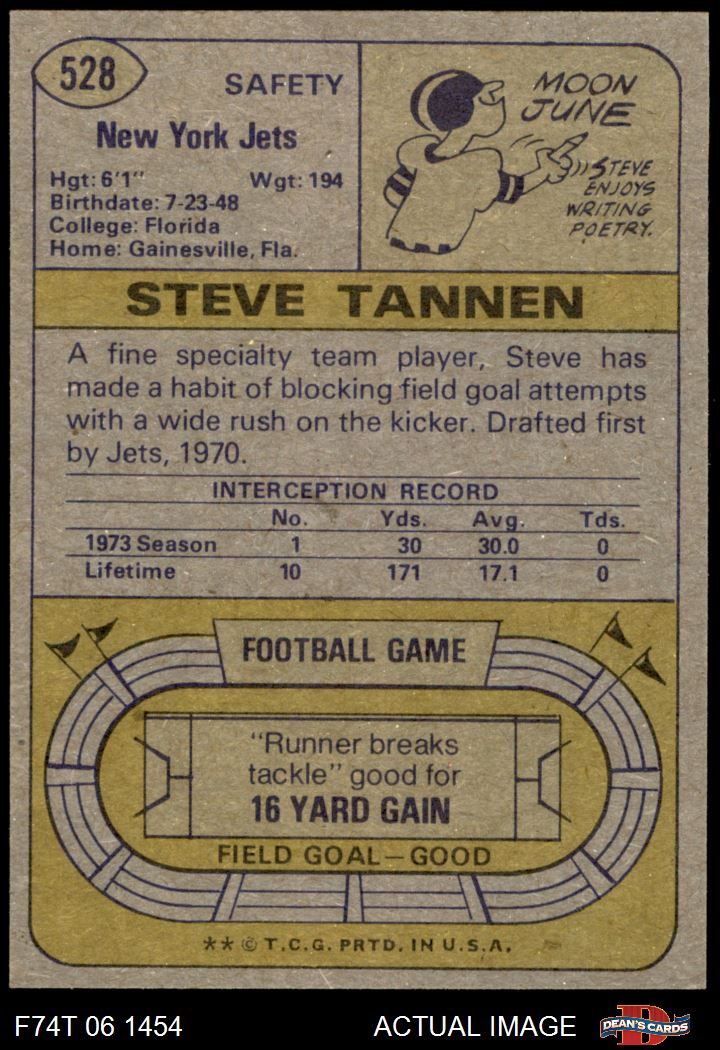 528
SAFETY
New York Jets
Hgt: 6'1" Wgt: 194
Birthdate: 7-23-48
College: Florida
Home: Gainesville, Fla.
MOON
JUNE
STEVE
ENJOYS
WRITING
POETRY.
STEVE TANNEN
A fine specialty team player, Steve has
made a habit of blocking field goal attempts
with a wide rush on the kicker. Drafted first
by Jets, 1970.
INTERCEPTION RECORD
No. Yds. Avg. Tds.
1973 Season 1 30 30.0 0
Lifetime 10 171 17.1 0
FOOTBALL GAME
"Runner breaks
tackle" good for
16 YARD GAIN
FIELD GOAL—GOOD
** © T.C.G. PRTD. IN U.S.A.
F74T 06 1454 ACTUAL IMAGE DEAN'S CARDS